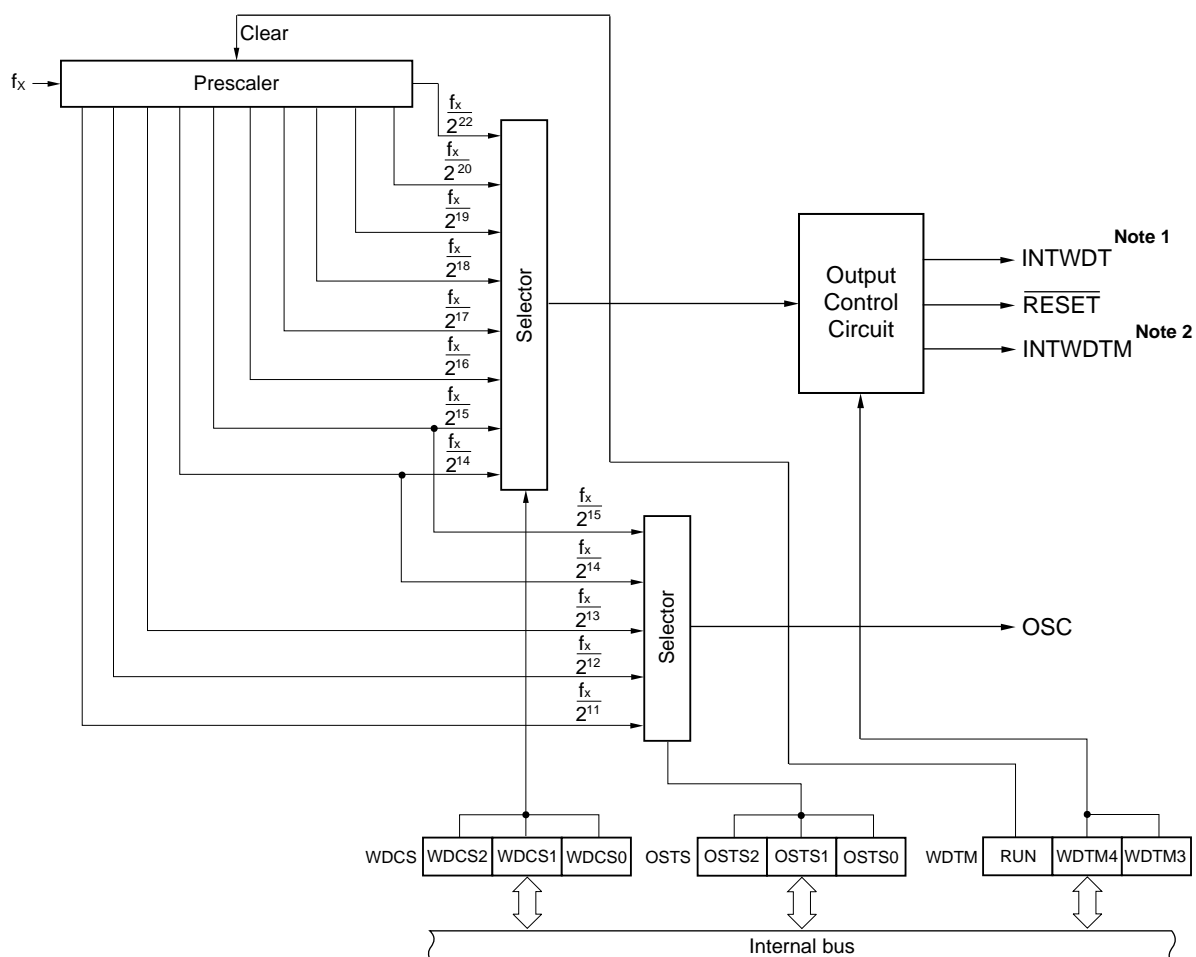 Clear
fX
Prescaler
fx
2^22
fx
2^20
fx
2^19
fx
2^18
fx
2^17
fx
2^16
fx
2^15
fx
2^14
Selector
Output
Control
Circuit
INTWDT Note 1
RESET
INTWDTM Note 2
fx
2^15
fx
2^14
fx
2^13
fx
2^12
fx
2^11
Selector
OSC
WDCS WDCS2 WDCS1 WDCS0
OSTS OSTS2 OSTS1 OSTS0
WDTM RUN WDTM4 WDTM3
Internal bus